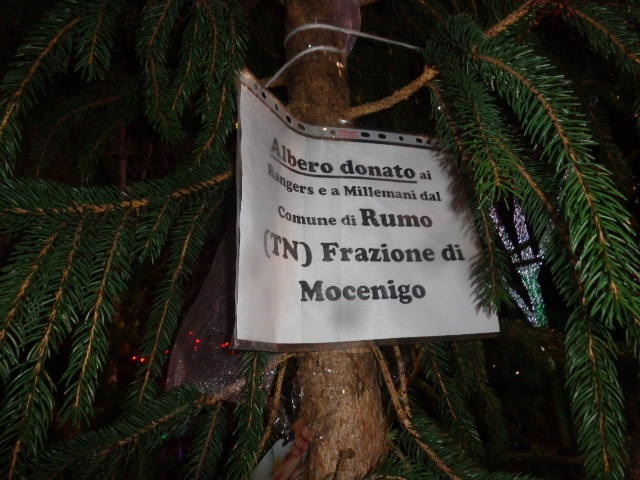 Albero donato ai
Rangers e a Millemani dal
Comune di Rumo
(TN) Frazione di
Mocenigo